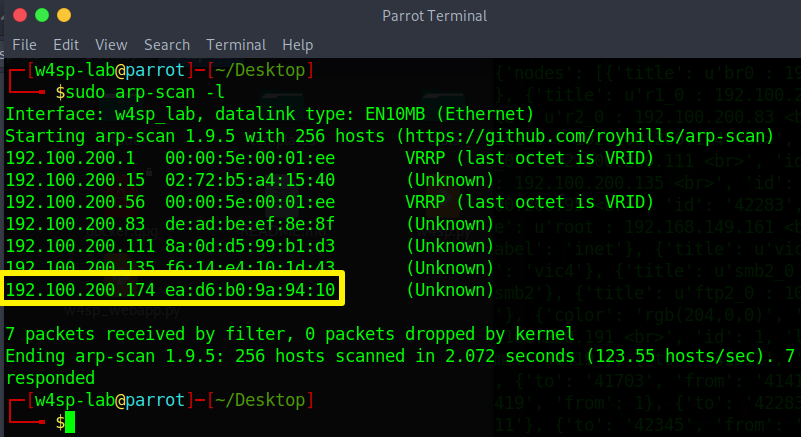 Parrot Terminal
File Edit View Search Terminal Help
┌─[w4sp-lab@parrot]─[~/Desktop]
└──╼ $sudo arp-scan -l
Interface: w4sp_lab, datalink type: EN10MB (Ethernet)
Starting arp-scan 1.9.5 with 256 hosts (https://github.com/royhills/arp-scan)
192.100.200.1 00:00:5e:00:01:ee VRRP (last octet is VRID)
192.100.200.15 02:72:b5:a4:15:40 (Unknown)
192.100.200.56 00:00:5e:00:01:ee VRRP (last octet is VRID)
192.100.200.83 de:ad:be:ef:8e:8f (Unknown)
192.100.200.111 8a:0d:d5:99:b1:d3 (Unknown)
192.100.200.135 f6:14:e4:10:1d:43 (Unknown)
192.100.200.174 ea:d6:b0:9a:94:10 (Unknown)
w4sp_webapp.py
7 packets received by filter, 0 packets dropped by kernel
Ending arp-scan 1.9.5: 256 hosts scanned in 2.072 seconds (123.55 hosts/sec). 7
responded
┌─[w4sp-lab@parrot]─[~/Desktop]
└──╼ $